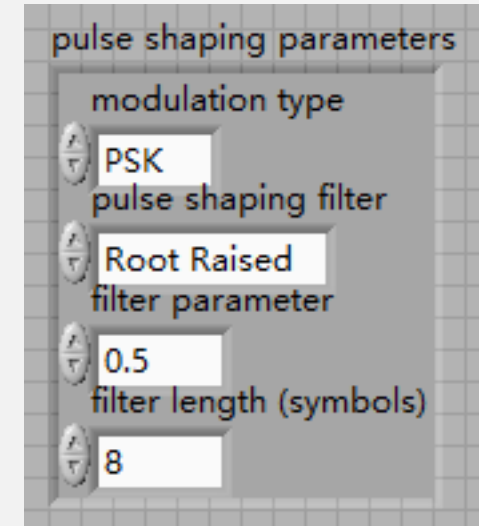 pulse shaping parameters
modulation type
PSK
pulse shaping filter
Root Raised
filter parameter
0.5
filter length (symbols)
8